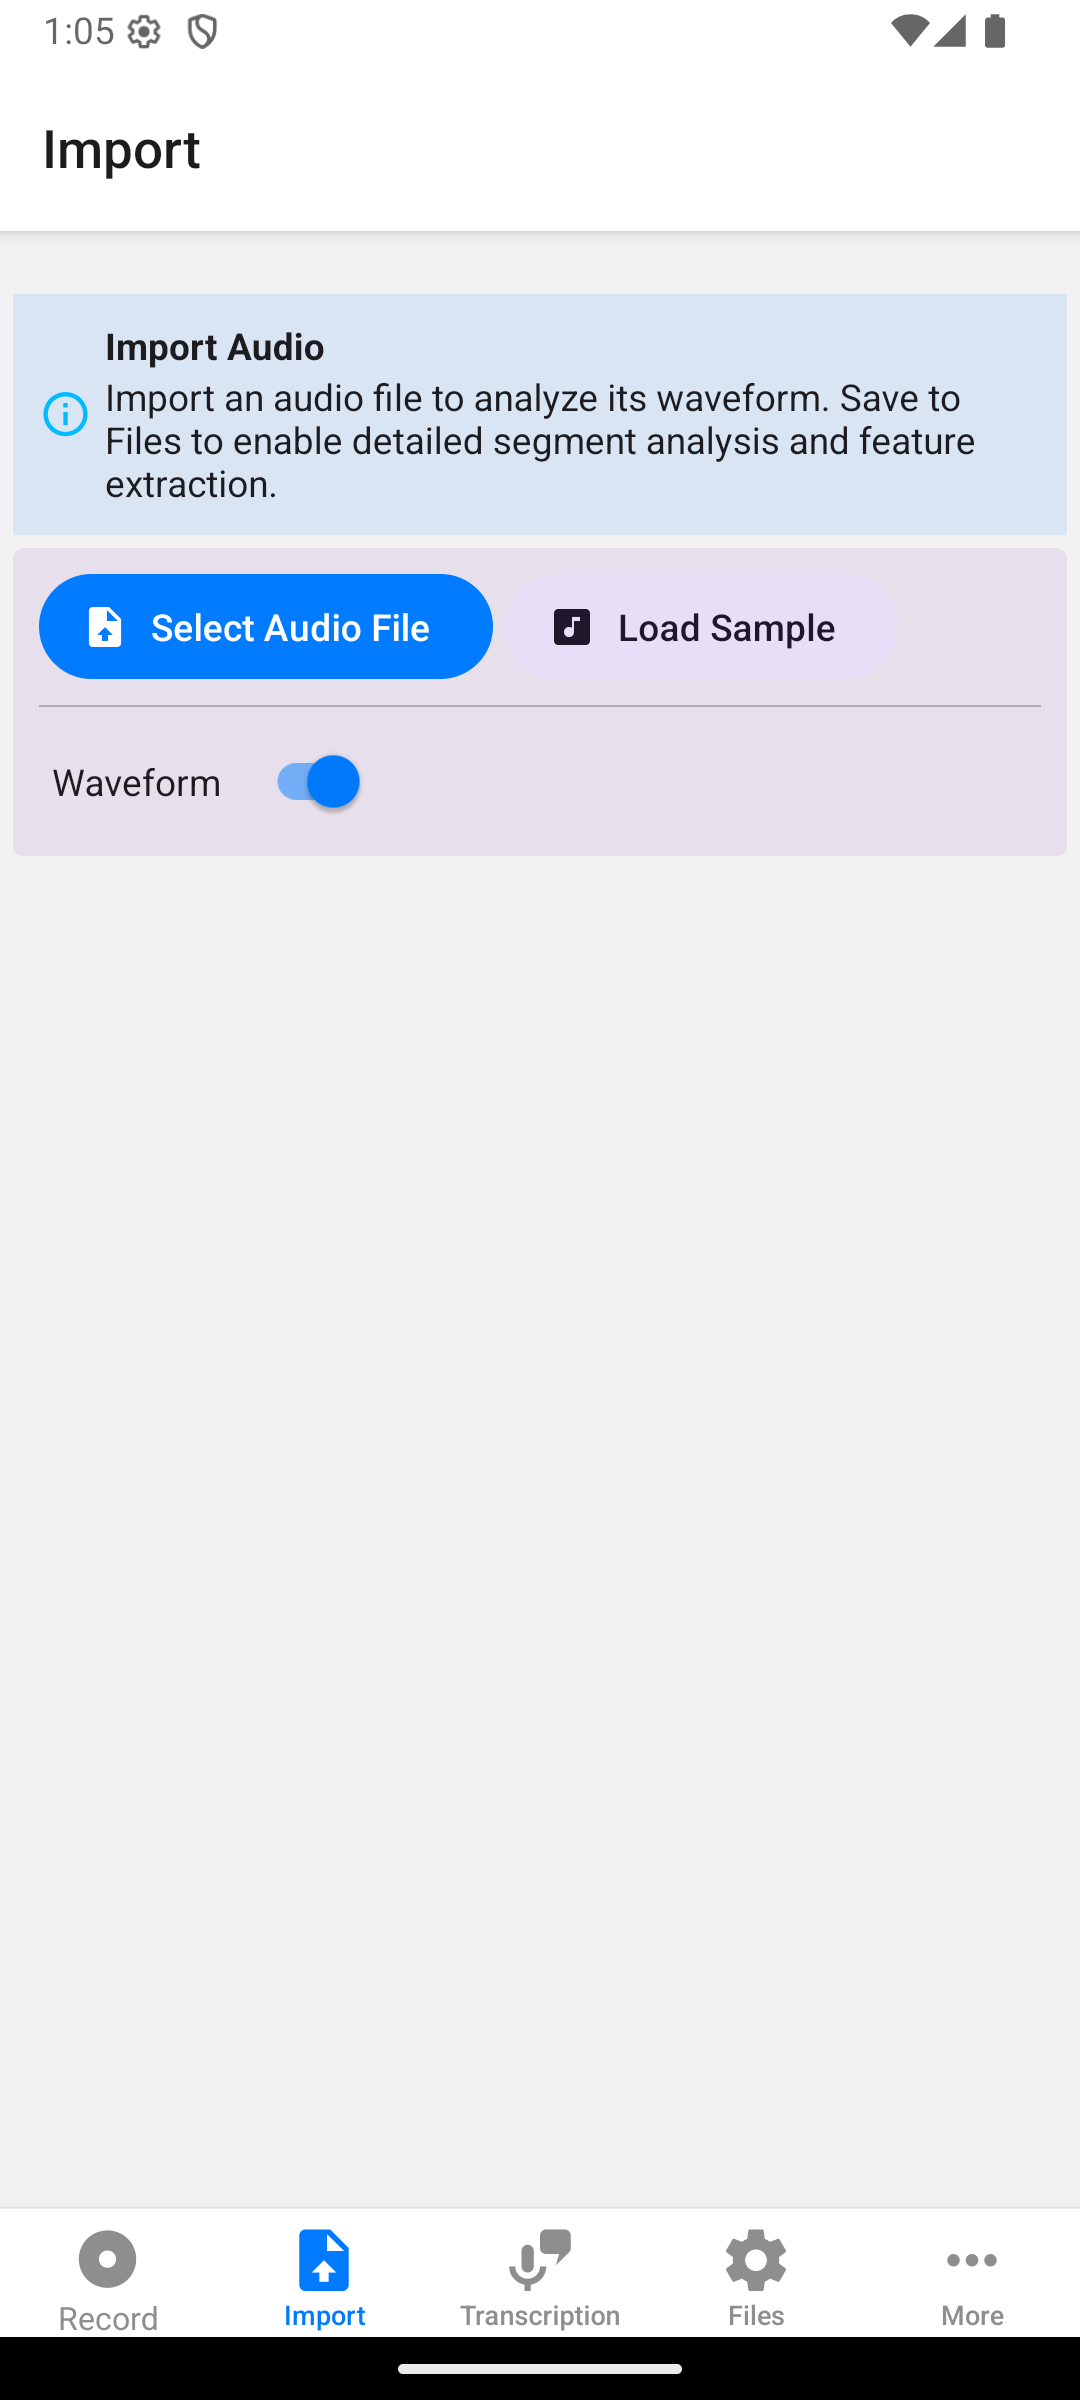 1:05
Import
Import Audio
Import an audio file to analyze its waveform. Save to
Files to enable detailed segment analysis and feature
extraction.
Select Audio File
Load Sample
Waveform
Record
Import
Transcription
Files
More